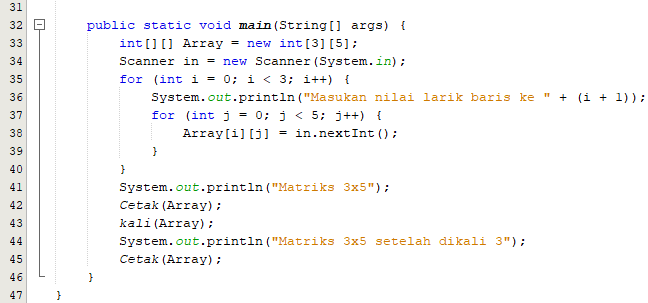 31
32 public static void main(String[] args) {
33 int[][] Array = new int[3][5];
34 Scanner in = new Scanner(System.in);
35 for (int i = 0; i < 3; i++) {
36 System.out.println("Masukan nilai larik baris ke " + (i + 1));
37 for (int j = 0; j < 5; j++) {
38 Array[i][j] = in.nextInt();
39 }
40 }
41 System.out.println("Matriks 3x5");
42 Cetak(Array);
43 kali(Array);
44 System.out.println("Matriks 3x5 setelah dikali 3");
45 Cetak(Array);
46 }
47 }